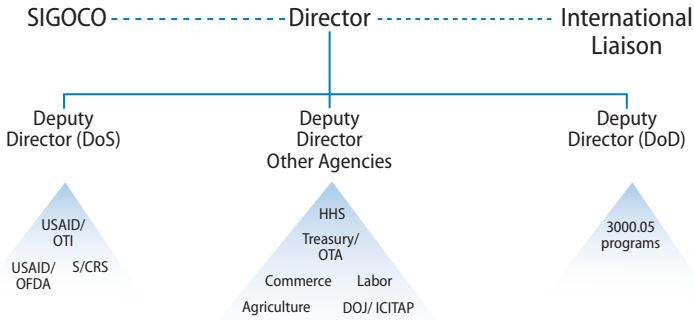 SIGOCO
Director
International
Liaison
Deputy
Director (DoS)
Deputy
Director
Other Agencies
Deputy
Director (DoD)
USAID/
OTI
USAID/
OFDA
S/CRS
HHS
Treasury/
OTA
Commerce
Labor
Agriculture
DOJ/ ICITAP
3000.05
programs